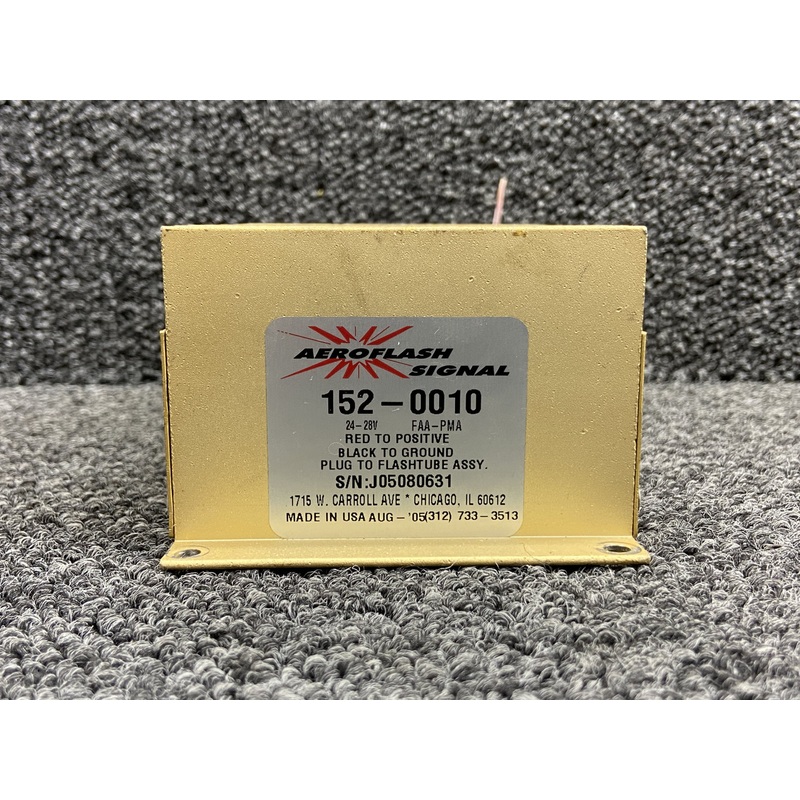 AEROFLASH
SIGNAL
152-0010
24-28V FAA-PMA
RED TO POSITIVE
BLACK TO GROUND
PLUG TO FLASHTUBE ASSY.
S/N:J05080631
1715 W. CARROLL AVE * CHICAGO, IL 60612
MADE IN USA AUG-'05(312) 733-3513